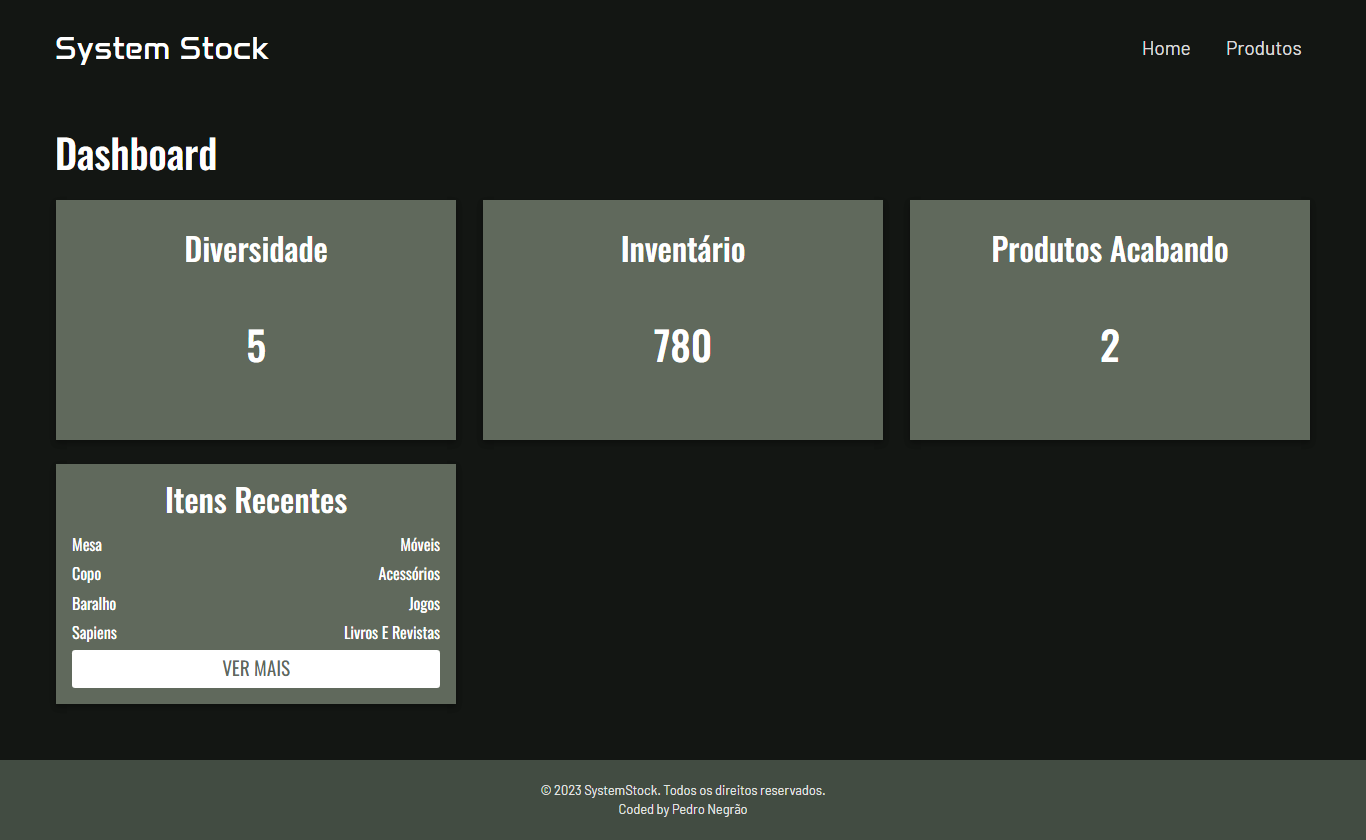 System Stock
Home Produtos
Dashboard
Diversidade
5
Inventário
780
Produtos Acabando
2
Itens Recentes
Mesa Móveis
Copo Acessórios
Baralho Jogos
Sapiens Livros E Revistas
VER MAIS
© 2023 SystemStock. Todos os direitos reservados.
Coded by Pedro Negrão